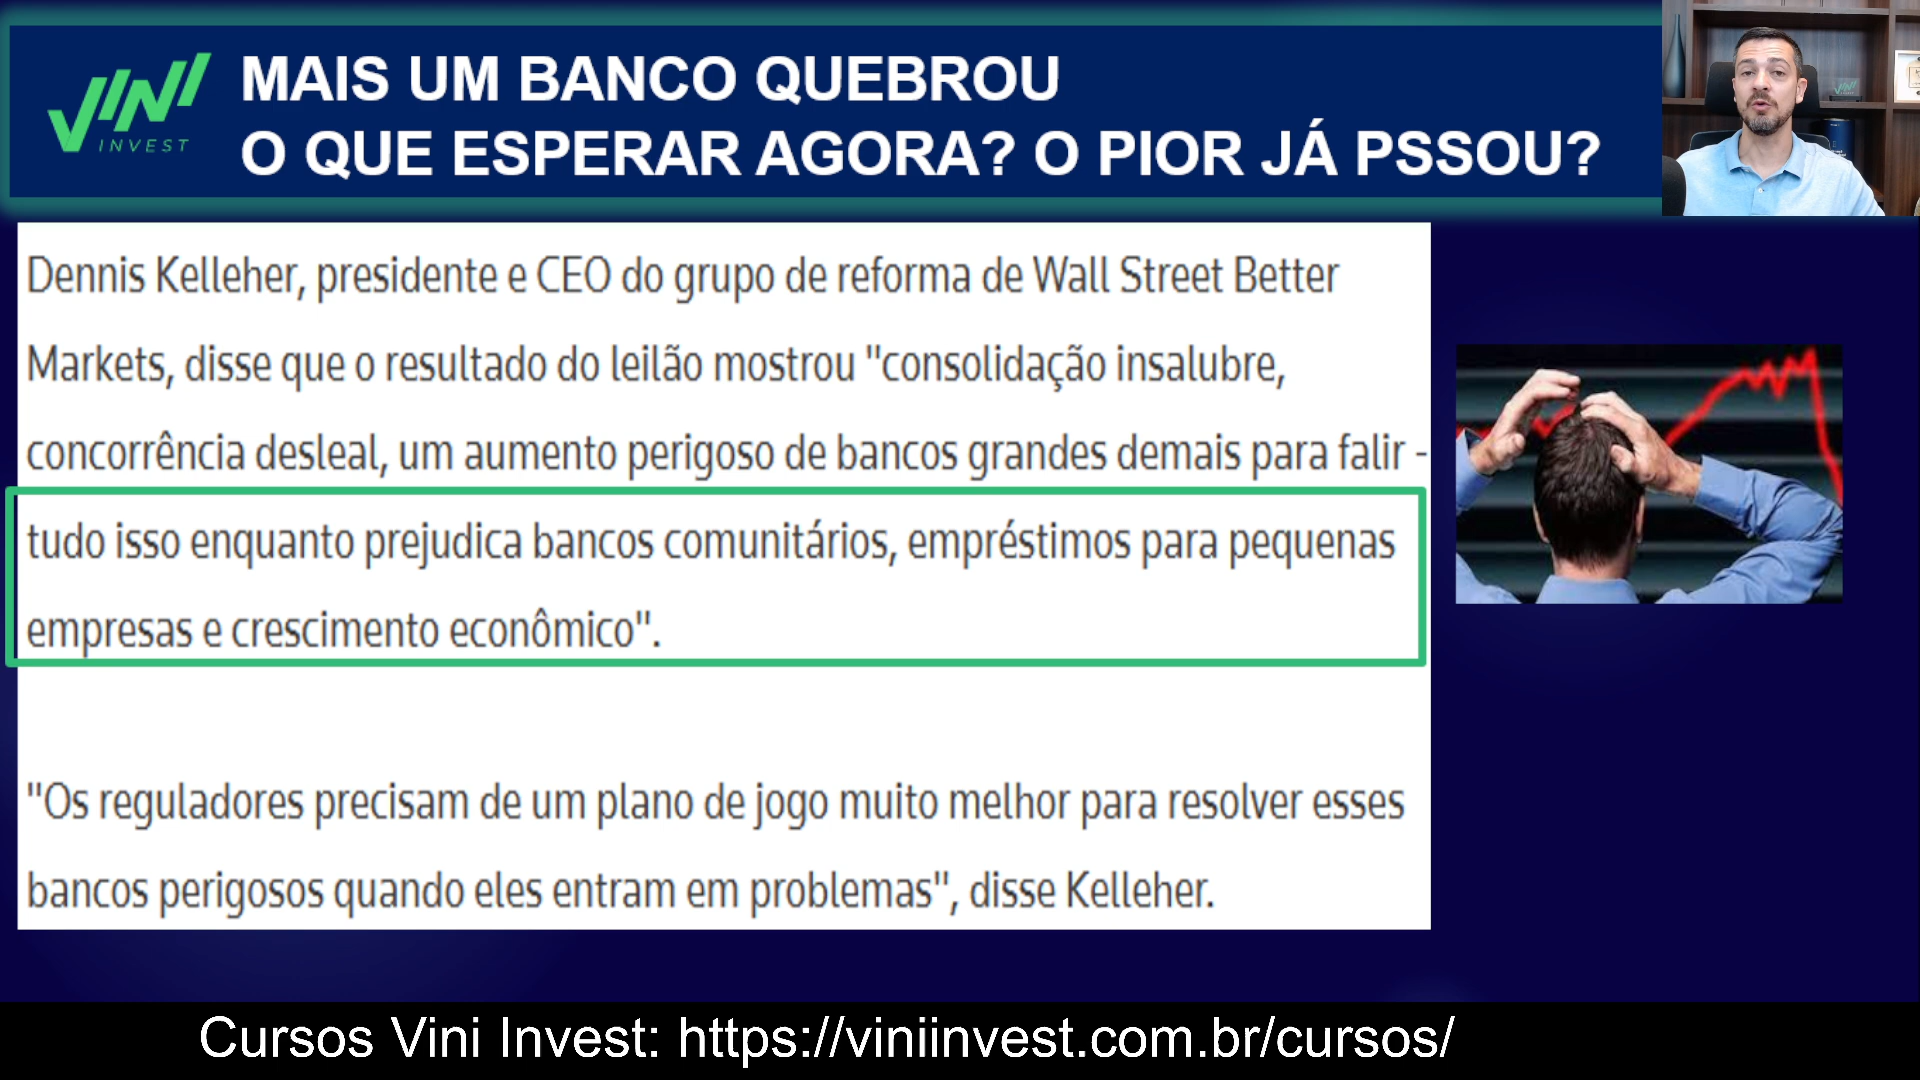 VINI
INVEST
MAIS UM BANCO QUEBROU
O QUE ESPERAR AGORA? O PIOR JÁ PSSOU?
Dennis Kelleher, presidente e CEO do grupo de reforma de Wall Street Better
Markets, disse que o resultado do leilão mostrou "consolidação insalubre,
concorrência desleal, um aumento perigoso de bancos grandes demais para falir -
tudo isso enquanto prejudica bancos comunitários, empréstimos para pequenas
empresas e crescimento econômico".
"Os reguladores precisam de um plano de jogo muito melhor para resolver esses
bancos perigosos quando eles entram em problemas", disse Kelleher.
Cursos Vini Invest: https://viniinvest.com.br/cursos/